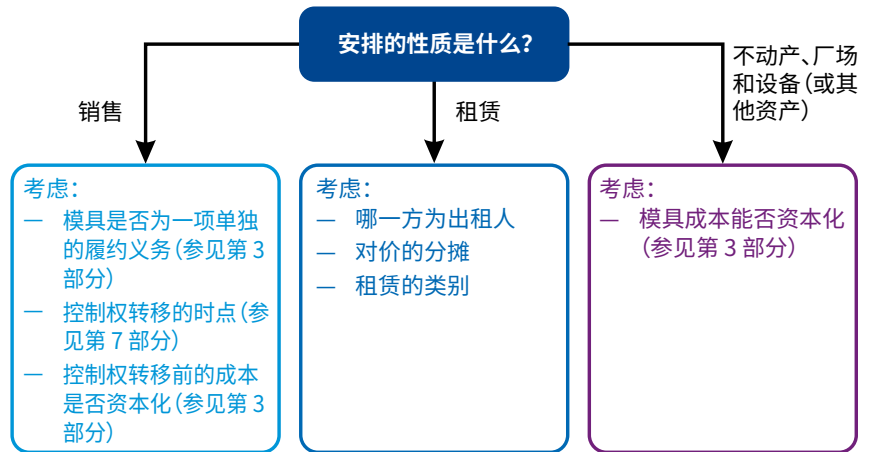 安排的性质是什么？
销售
租赁
不动产、厂场
和设备（或其
他资产）
考虑：
— 模具是否为一项单独
的履约义务（参见第 3
部分）
— 控制权转移的时点（参
见第 7 部分）
— 控制权转移前的成本
是否资本化（参见第 3
部分）
考虑：
— 哪一方为出租人
— 对价的分摊
— 租赁的类别
考虑：
— 模具成本能否资本化
（参见第 3 部分）